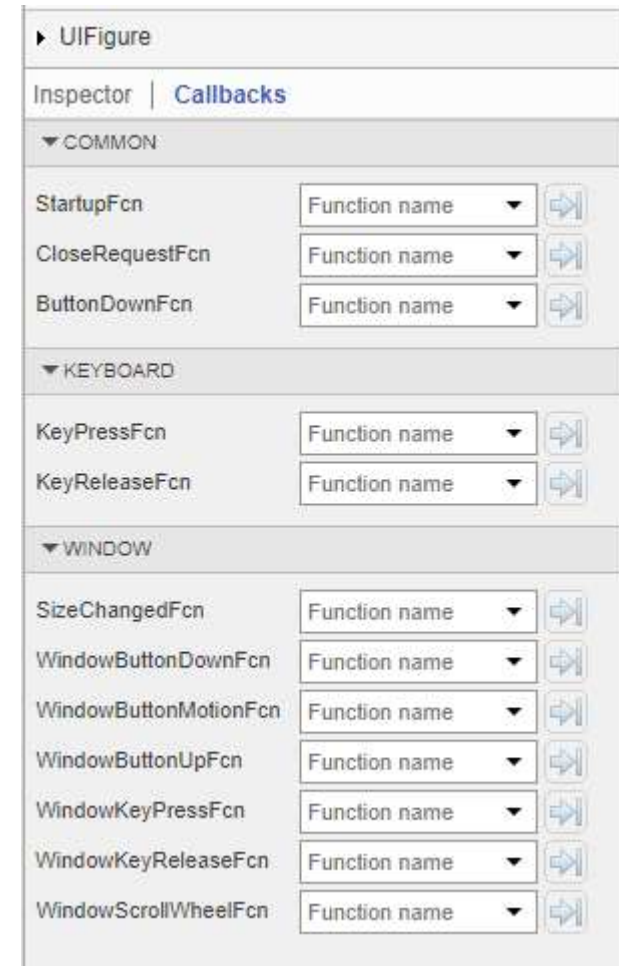 UIFigure
Inspector | Callbacks
COMMON
StartupFcn Function name
CloseRequestFcn Function name
ButtonDownFcn Function name
KEYBOARD
KeyPressFcn Function name
KeyReleaseFcn Function name
WINDOW
SizeChangedFcn Function name
WindowButtonDownFcn Function name
WindowButtonMotionFcn Function name
WindowButtonUpFcn Function name
WindowKeyPressFcn Function name
WindowKeyReleaseFcn Function name
WindowScrollWheelFcn Function name